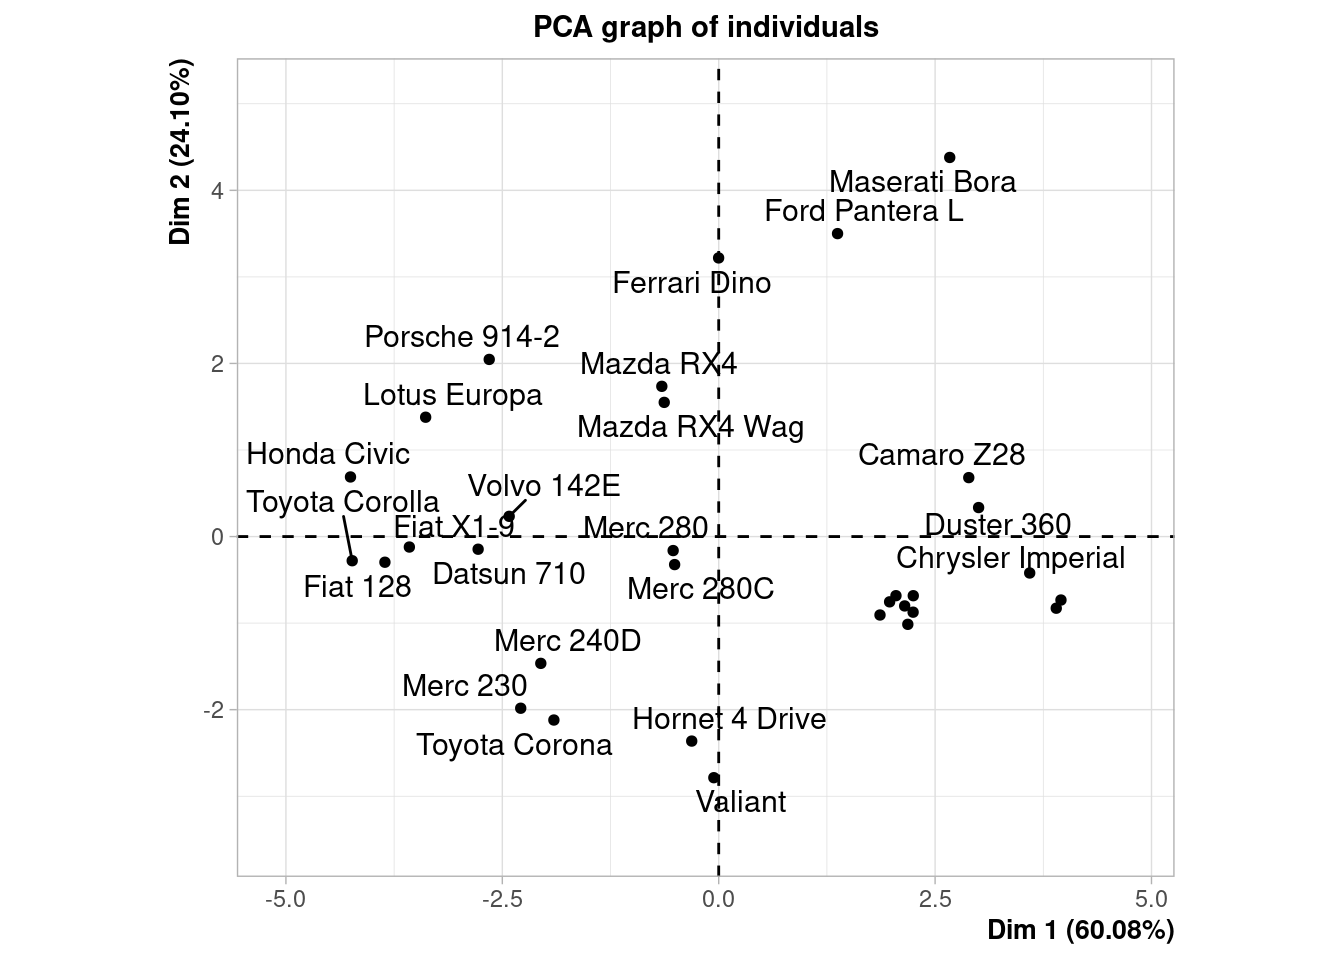 PCA graph of individuals
Dim 2 (24.10%)
4
2
0
-2
Maserati Bora
Ford Pantera L
Ferrari Dino
Porsche 914-2
Mazda RX4
Lotus Europa
Mazda RX4 Wag
Honda Civic
Camaro Z28
Volvo 142E
Toyota Corolla
Fiat X1-9
Merc 280
Duster 360
Chrysler Imperial
Datsun 710
Fiat 128
Merc 280C
Merc 240D
Merc 230
Hornet 4 Drive
Toyota Corona
Valiant
-5.0
-2.5
0.0
2.5
5.0
Dim 1 (60.08%)